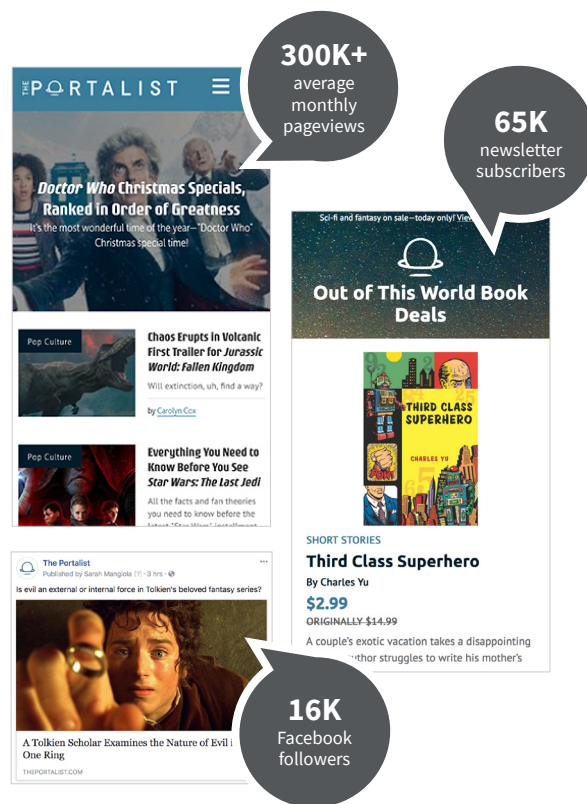 300K+
average
monthly
pageviews
65K
newsletter
subscribers
THE PORTALIST
Doctor Who Christmas Specials,
Ranked in Order of Greatness
It's the most wonderful time of the year—"Doctor Who"
Christmas special time!
Pop Culture
Chaos Erupts in Volcanic
First Trailer for Jurassic
World: Fallen Kingdom
Will extinction, uh, find a way?
by Carolyn Cox
Pop Culture
Everything You Need to
Know Before You See
Star Wars: The Last Jedi
All the facts and fan theories
you need to know before the
latest "Star Wars" installment
Sci-fi and fantasy on sale—today only!
Out of This World Book
Deals
THIRD CLASS
SUPERHERO
CHARLES YU
POW!
SHORT STORIES
Third Class Superhero
By Charles Yu
$2.99
ORIGINALLY $14.99
A couple's exotic vacation takes a disappointing
author struggles to write his mother's
The Portalist
Published by Sarah Mangiola [?] · 3 hrs ·
Is evil an external or internal force in Tolkien's beloved fantasy series?
A Tolkien Scholar Examines the Nature of Evil
One Ring
THEPORTALIST.COM
16K
Facebook
followers